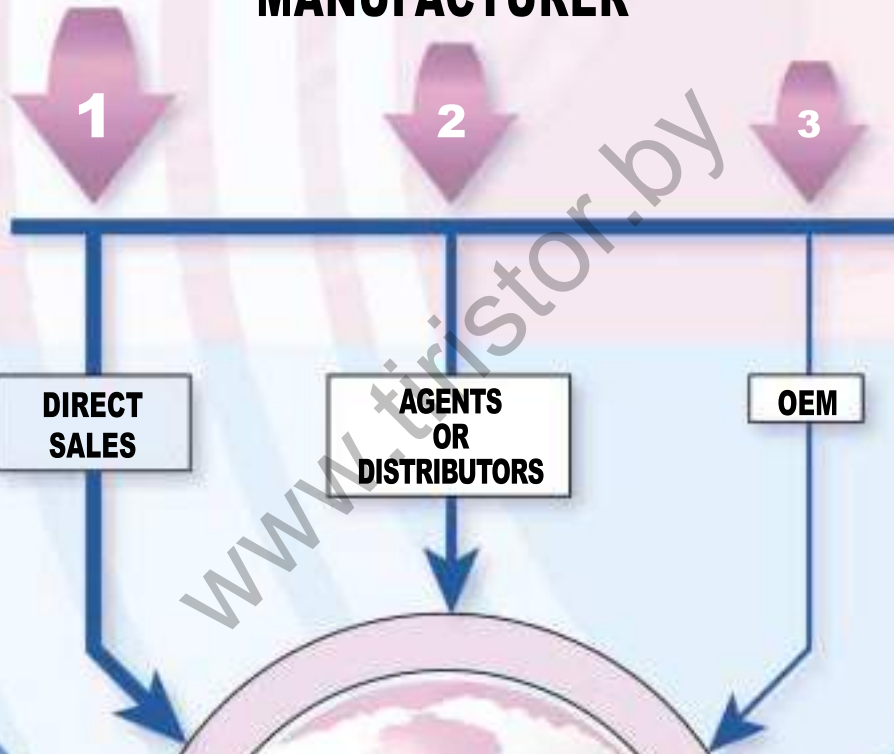 MANUFACTURER
1
2
3
DIRECT
SALES
AGENTS
OR
DISTRIBUTORS
OEM
www.tiristor.by